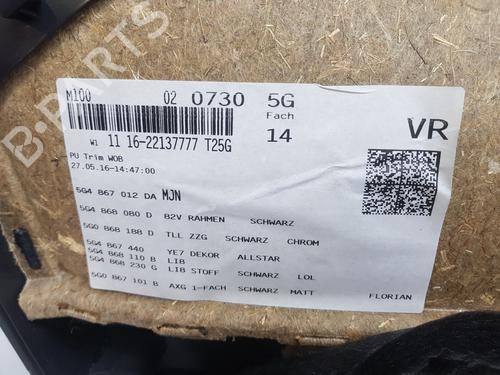 M100 02 0730 5G
Fach
W1 11 16-22137777 T25G 14 VR
PU Trim WOB
27.05.16-14:47:00
5G4 867 012 DA MJN
5G4 868 080 D B2V RAHMEN SCHWARZ
5G0 868 188 D TLL ZZG SCHWARZ CHROM
5G4 867 440 YE7 DEKOR ALLSTAR
5G4 868 110 B LIB
5G4 868 230 G LIB STOFF SCHWARZ LOL
5G0 867 101 B AXG 1-FACH SCHWARZ MATT FLORIAN
B-PARTS